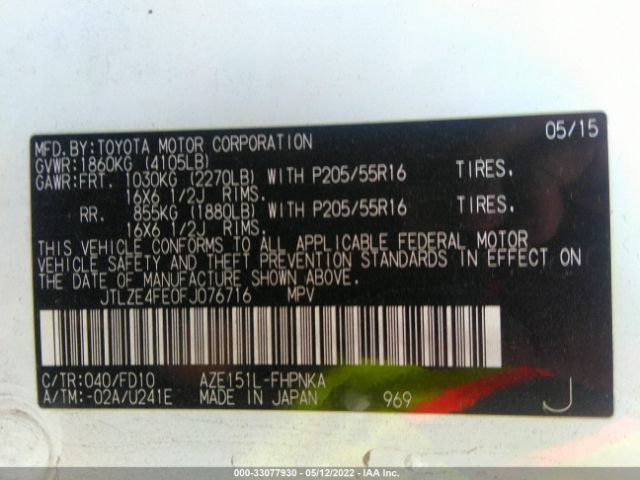 MFD.BY:TOYOTA MOTOR CORPORATION 05/15
GVWR:1860KG (4105LB)
GAWR:FRT. 1030KG (2270LB) WITH P205/55R16 TIRES.
16X6 1/2J RIMS.
RR. 855KG (1880LB) WITH P205/55R16 TIRES.
16X6 1/2J RIMS.
THIS VEHICLE CONFORMS TO ALL APPLICABLE FEDERAL MOTOR
VEHICLE SAFETY AND THEFT PREVENTION STANDARDS IN EFFECT ON
THE DATE OF MANUFACTURE SHOWN ABOVE.
JTLZE4FE0FJ076716 MPV
C/TR:040/FD10 AZE151L-FHPNKA
A/TM:-02A/U241E MADE IN JAPAN 969 J
000-33077930 - 05/12/2022 - IAA Inc.